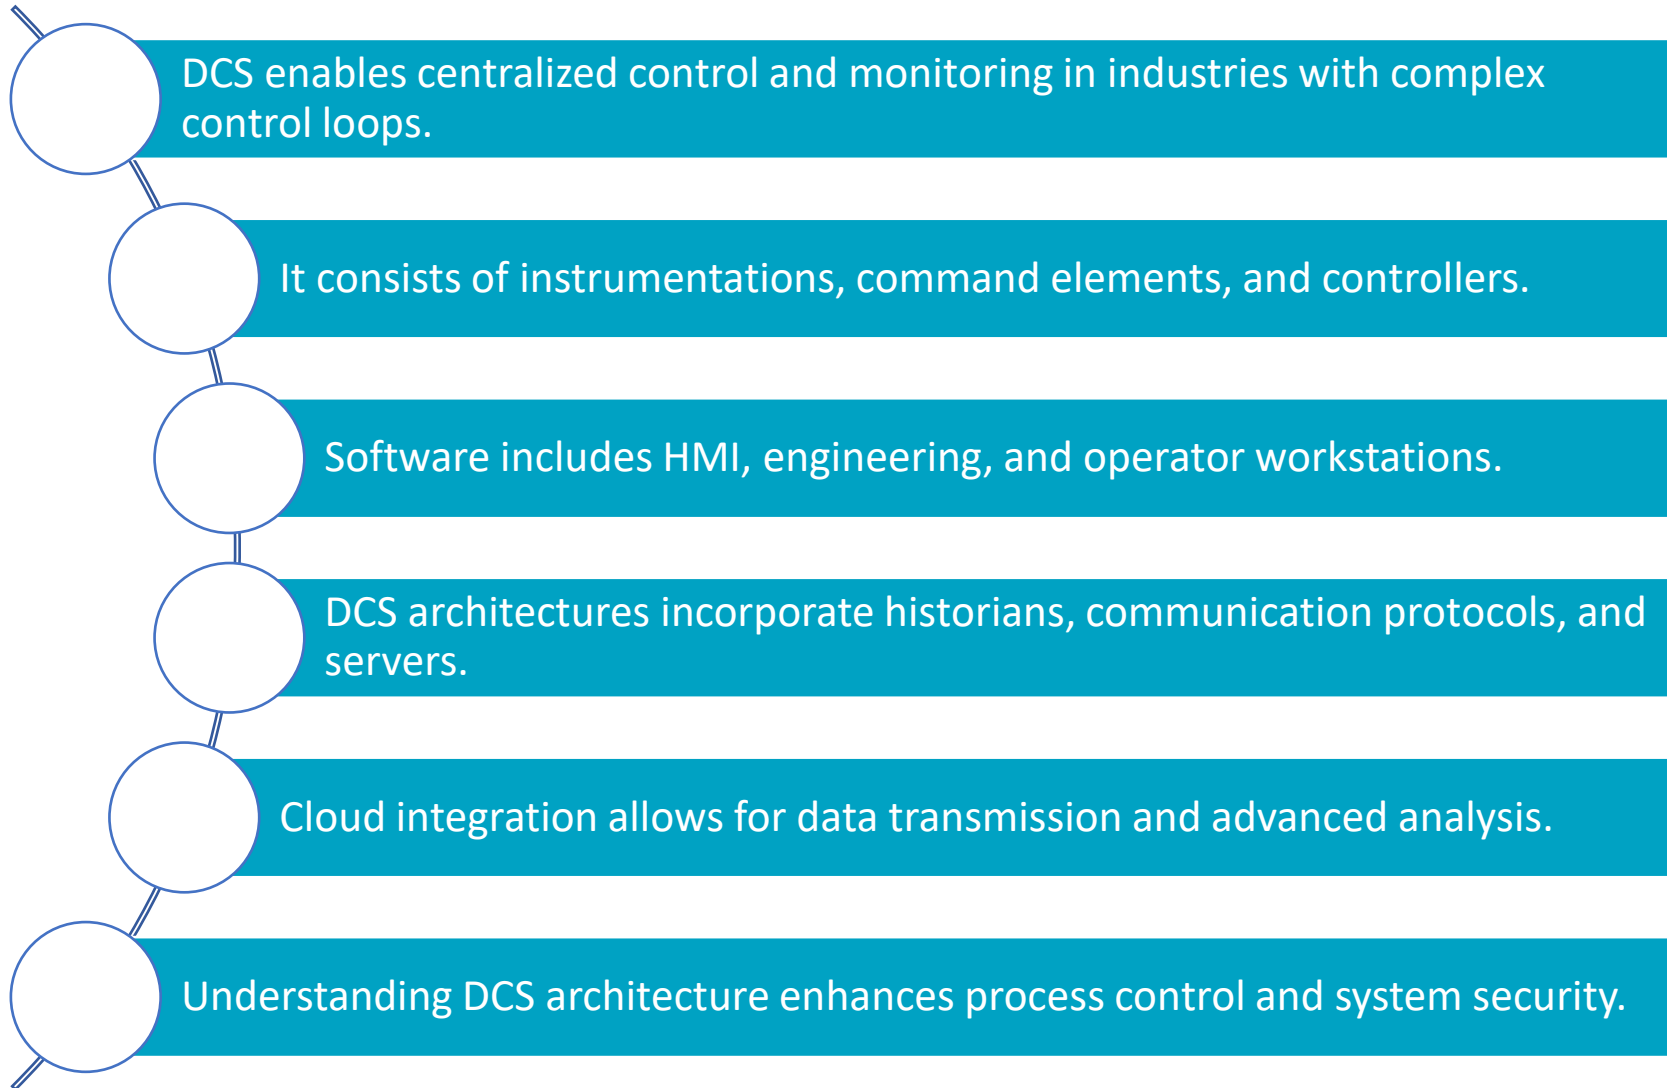 DCS enables centralized control and monitoring in industries with complex
control loops.
It consists of instrumentations, command elements, and controllers.
Software includes HMI, engineering, and operator workstations.
DCS architectures incorporate historians, communication protocols, and
servers.
Cloud integration allows for data transmission and advanced analysis.
Understanding DCS architecture enhances process control and system security.